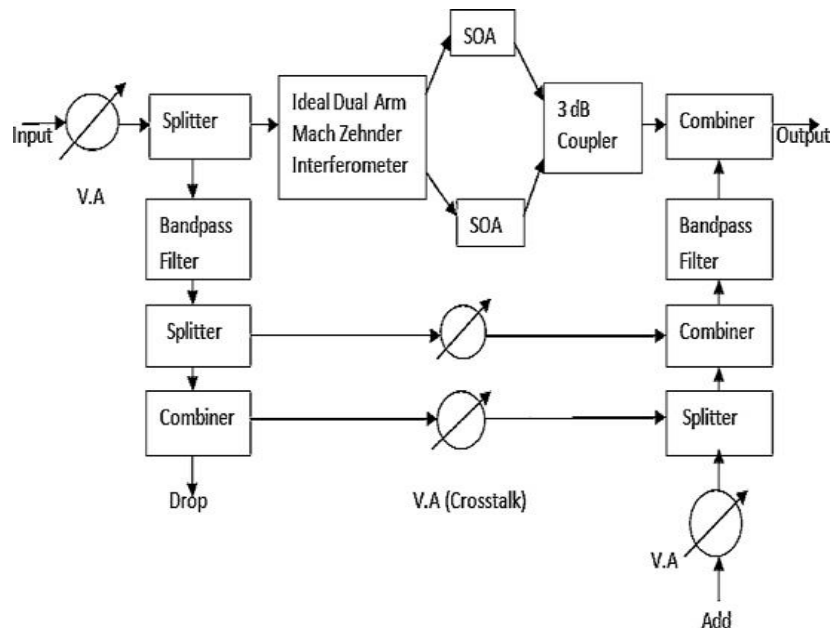 SOA
Input
Splitter
Ideal Dual Arm
Mach Zehnder
Interferometer
3 dB
Coupler
Combiner
Output
V.A
SOA
Bandpass
Filter
Bandpass
Filter
Splitter
Combiner
Combiner
Splitter
Drop
V.A (Crosstalk)
V.A
Add